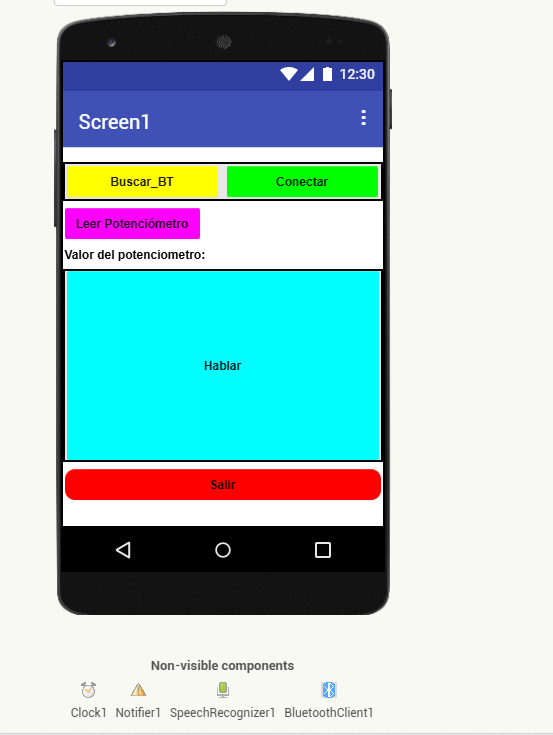 12:30
Screen1
Buscar_BT Conectar
Leer Potenciómetro
Valor del potenciometro:
Hablar
Salir
Non-visible components
Clock1 Notifier1 SpeechRecognizer1 BluetoothClient1